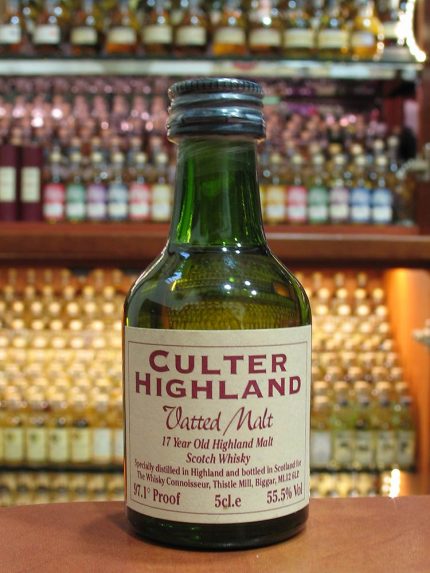 CULTER
HIGHLAND
Vatted Malt
17 Year Old Highland Malt
Scotch Whisky
Specially distilled in Highland and bottled in Scotland for
The Whisky Connoisseur, Thistle Mill, Biggar, ML12 6LP
97.1° Proof 5cl.e 55.5% Vol